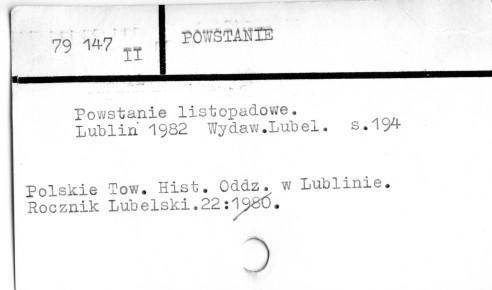 79 147 II
POWSTANIE
Powstanie listopadowe.
Lublin 1982 Wydaw.Lubel. s.194
Polskie Tow. Hist. Oddz. w Lublinie.
Rocznik Lubelski.22:1980.